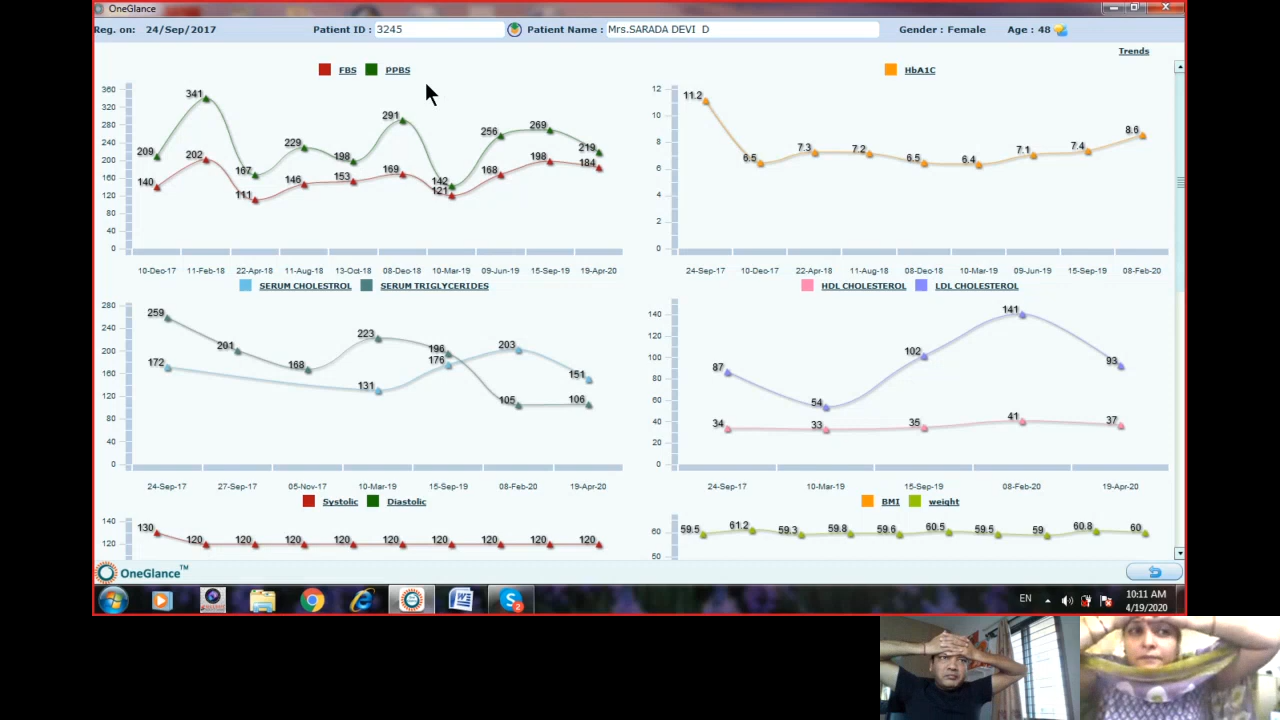 OneGlance
Reg. on: 24/Sep/2017 Patient ID : 3245 Patient Name : Mrs.SARADA DEVI D Gender : Female Age : 48
Trends
FBS PPBS
360
320
280
240
200
160
120
80
40
0
209 341 167 229 198 291 142 256 269 219
140 202 111 146 153 169 121 168 198 184
10-Dec-17 11-Feb-18 22-Apr-18 11-Aug-18 13-Oct-18 08-Dec-18 10-Mar-19 09-Jun-19 15-Sep-19 19-Apr-20
HbA1C
12
10
8
6
4
2
0
11.2 6.5 7.3 7.2 6.5 6.4 7.1 7.4 8.6
24-Sep-17 10-Dec-17 22-Apr-18 11-Aug-18 08-Dec-18 10-Mar-19 09-Jun-19 15-Sep-19 08-Feb-20
SERUM CHOLESTROL SERUM TRIGLYCERIDES
280
240
200
160
120
80
40
0
259 201 168 223 196 105 106
172 131 176 203 151
24-Sep-17 27-Sep-17 05-Nov-17 10-Mar-19 15-Sep-19 08-Feb-20 19-Apr-20
HDL CHOLESTEROL LDL CHOLESTEROL
140
120
100
80
60
40
20
0
87 54 102 141 93
34 33 35 41 37
24-Sep-17 10-Mar-19 15-Sep-19 08-Feb-20 19-Apr-20
Systolic Diastolic
140
120
130 120 120 120 120 120 120 120 120 120
BMI weight
60
50
59.5 61.2 59.3 59.8 59.6 60.5 59.5 59 60.8 60
OneGlance™
EN
10:11 AM
4/19/2020
2